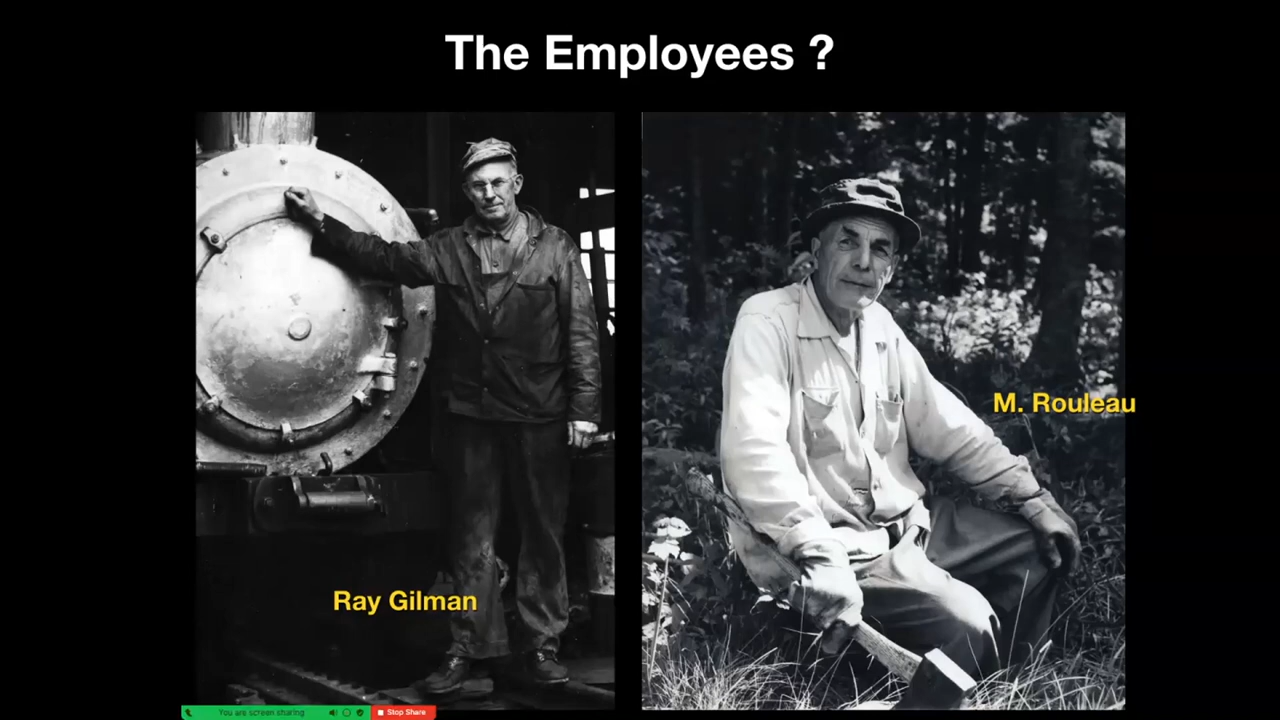 The Employees ?
M. Rouleau
Ray Gilman
You are screen sharing
Stop Share